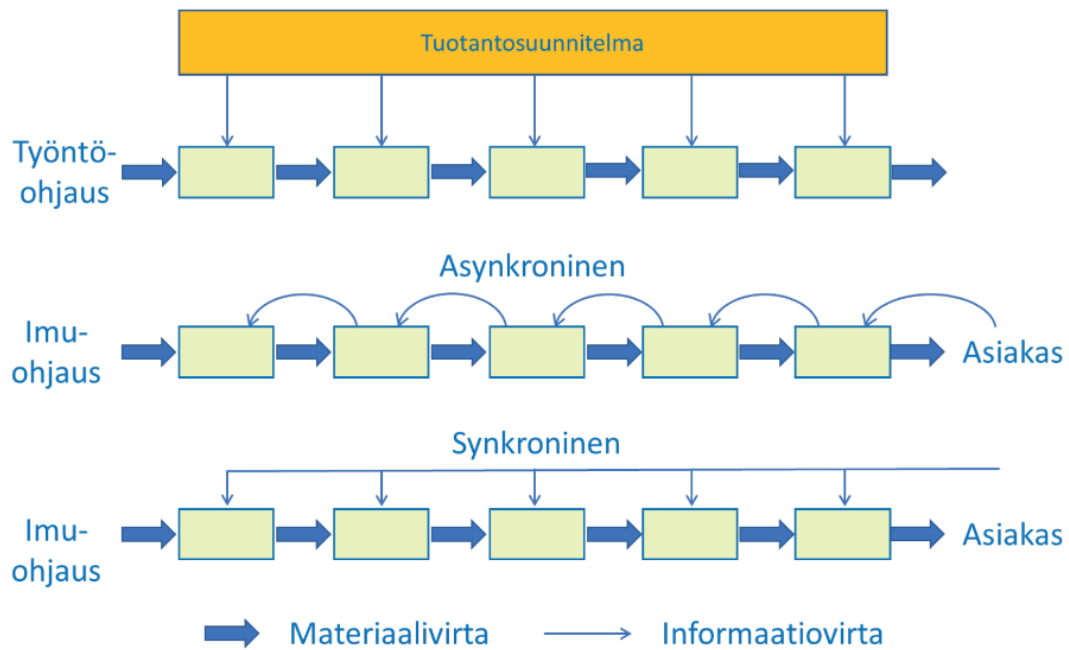 Tuotantosuunnitelma
Työntö-
ohjaus
Asynkroninen
Imu-
ohjaus
Asiakas
Synkroninen
Imu-
ohjaus
Asiakas
Materiaalivirta
Informaatiovirta